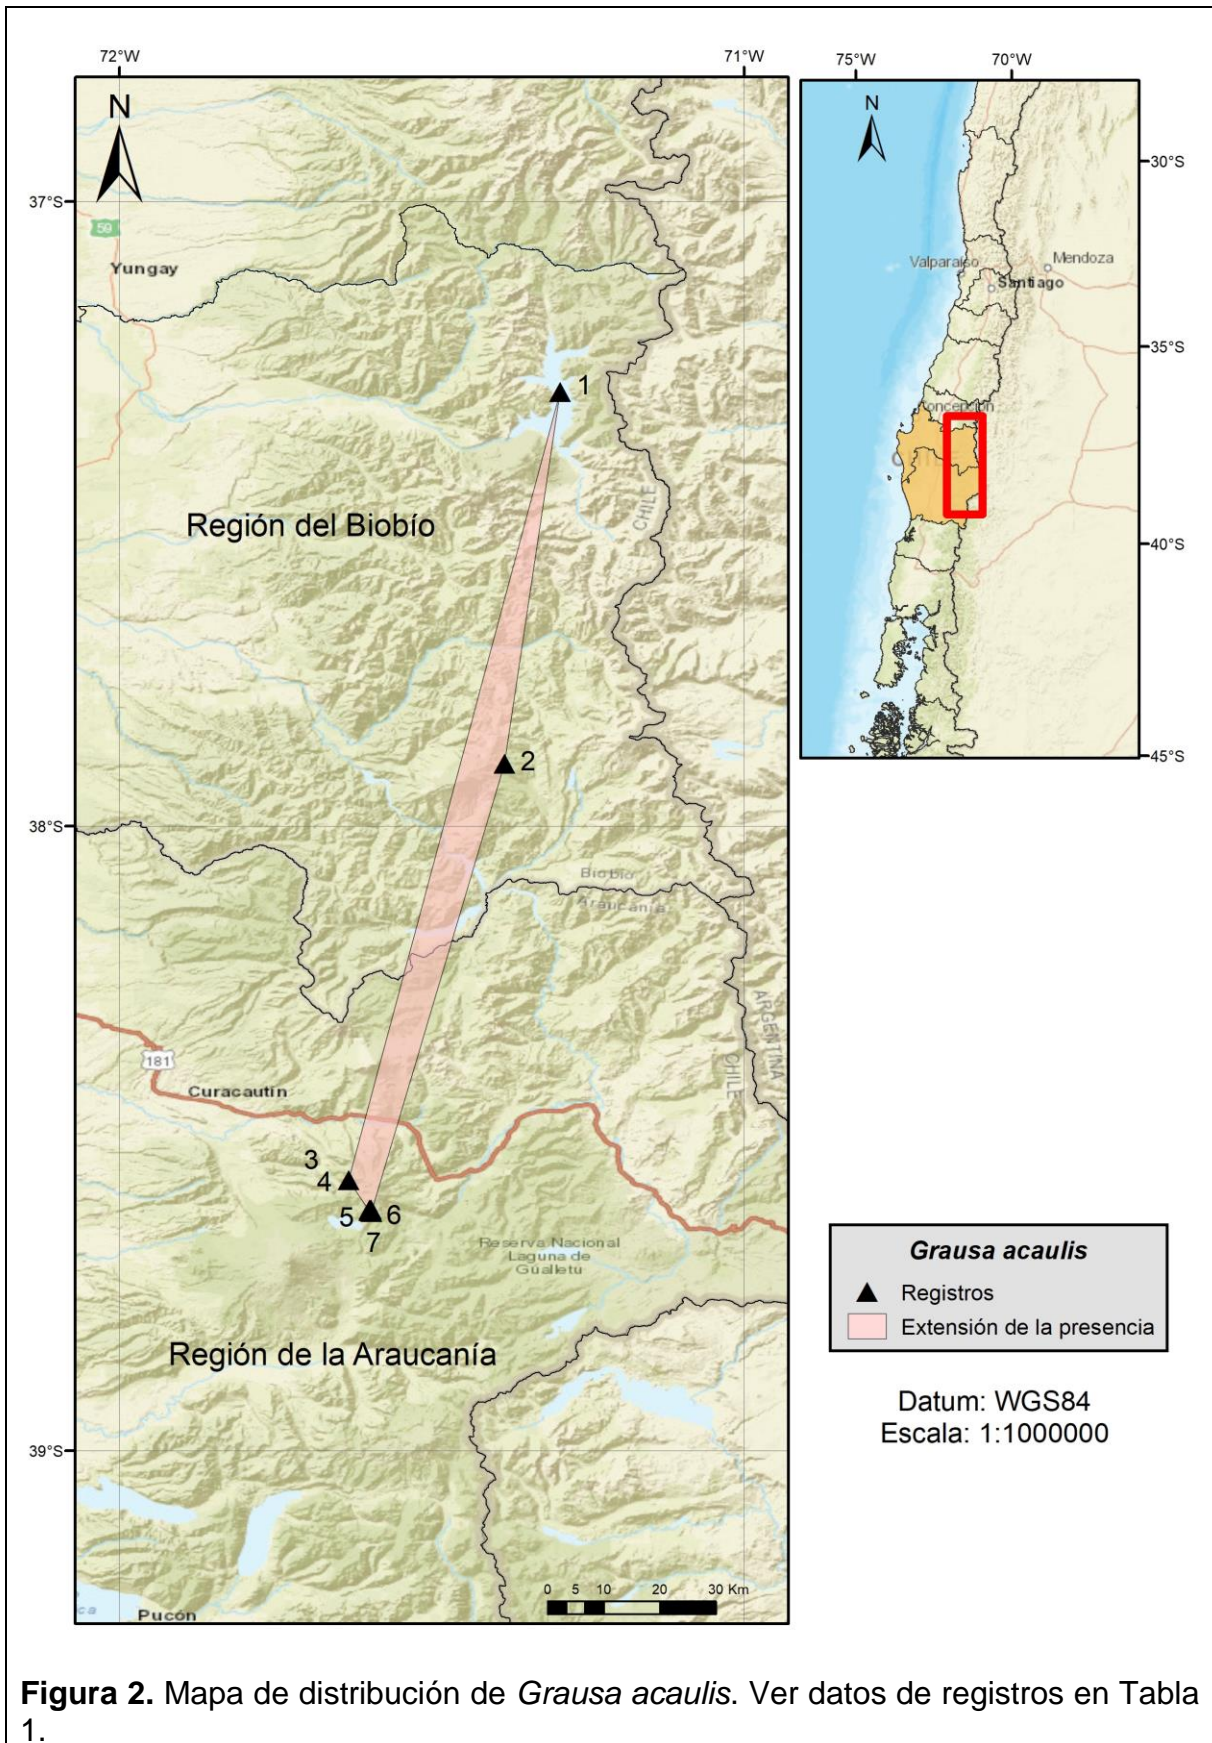 72°W
71°W
N
37°S
59
Yungay
1
CHILE
Región del Biobío
2
38°S
Biobío
Araucanía
ARGENTINA
CHILE
181
Curacautín
3
4
5
6
7
Reserva Nacional
Laguna de
Gualletu
Región de la Araucanía
39°S
0 5 10 20 30 Km
Pucón
75°W
70°W
N
30°S
Valparaíso
Mendoza
Santiago
35°S
40°S
45°S
Grausa acaulis
Registros
Extensión de la presencia
Datum: WGS84
Escala: 1:1000000
Figura 2. Mapa de distribución de Grausa acaulis. Ver datos de registros en Tabla
1.